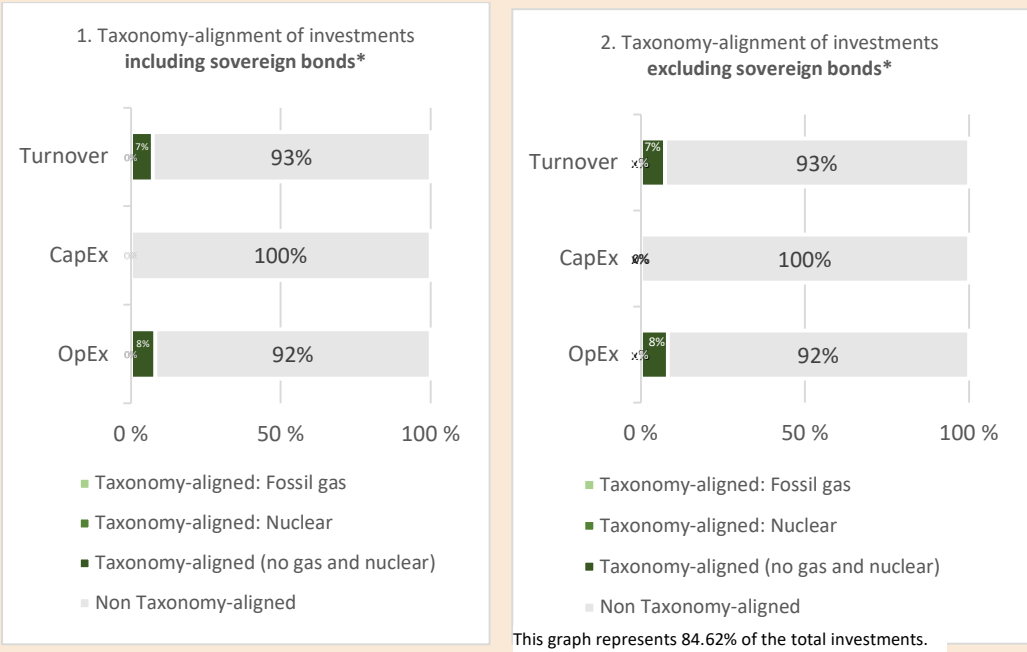 1. Taxonomy-alignment of investments
including sovereign bonds*
Turnover
0%
7%
93%
CapEx
0%
100%
OpEx
0%
8%
92%
0 %
50 %
100 %
Taxonomy-aligned: Fossil gas
Taxonomy-aligned: Nuclear
Taxonomy-aligned (no gas and nuclear)
Non Taxonomy-aligned
2. Taxonomy-alignment of investments
excluding sovereign bonds*
Turnover
7%
93%
CapEx
100%
OpEx
8%
92%
0 %
50 %
100 %
Taxonomy-aligned: Fossil gas
Taxonomy-aligned: Nuclear
Taxonomy-aligned (no gas and nuclear)
Non Taxonomy-aligned
This graph represents 84.62% of the total investments.